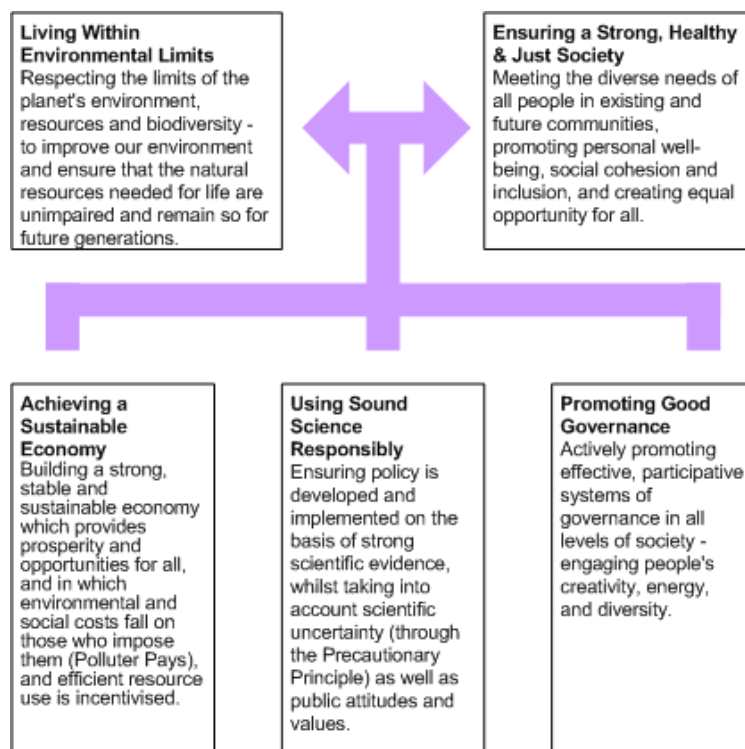 Living Within
Environmental Limits
Respecting the limits of the
planet's environment,
resources and biodiversity -
to improve our environment
and ensure that the natural
resources needed for life are
unimpaired and remain so for
future generations.
Ensuring a Strong, Healthy
& Just Society
Meeting the diverse needs of
all people in existing and
future communities,
promoting personal well-
being, social cohesion and
inclusion, and creating equal
opportunity for all.
Achieving a
Sustainable
Economy
Building a strong,
stable and
sustainable economy
which provides
prosperity and
opportunities for all,
and in which
environmental and
social costs fall on
those who impose
them (Polluter Pays),
and efficient resource
use is incentivised.
Using Sound
Science
Responsibly
Ensuring policy is
developed and
implemented on the
basis of strong
scientific evidence,
whilst taking into
account scientific
uncertainty (through
the Precautionary
Principle) as well as
public attitudes and
values.
Promoting Good
Governance
Actively promoting
effective, participative
systems of
governance in all
levels of society -
engaging people's
creativity, energy,
and diversity.